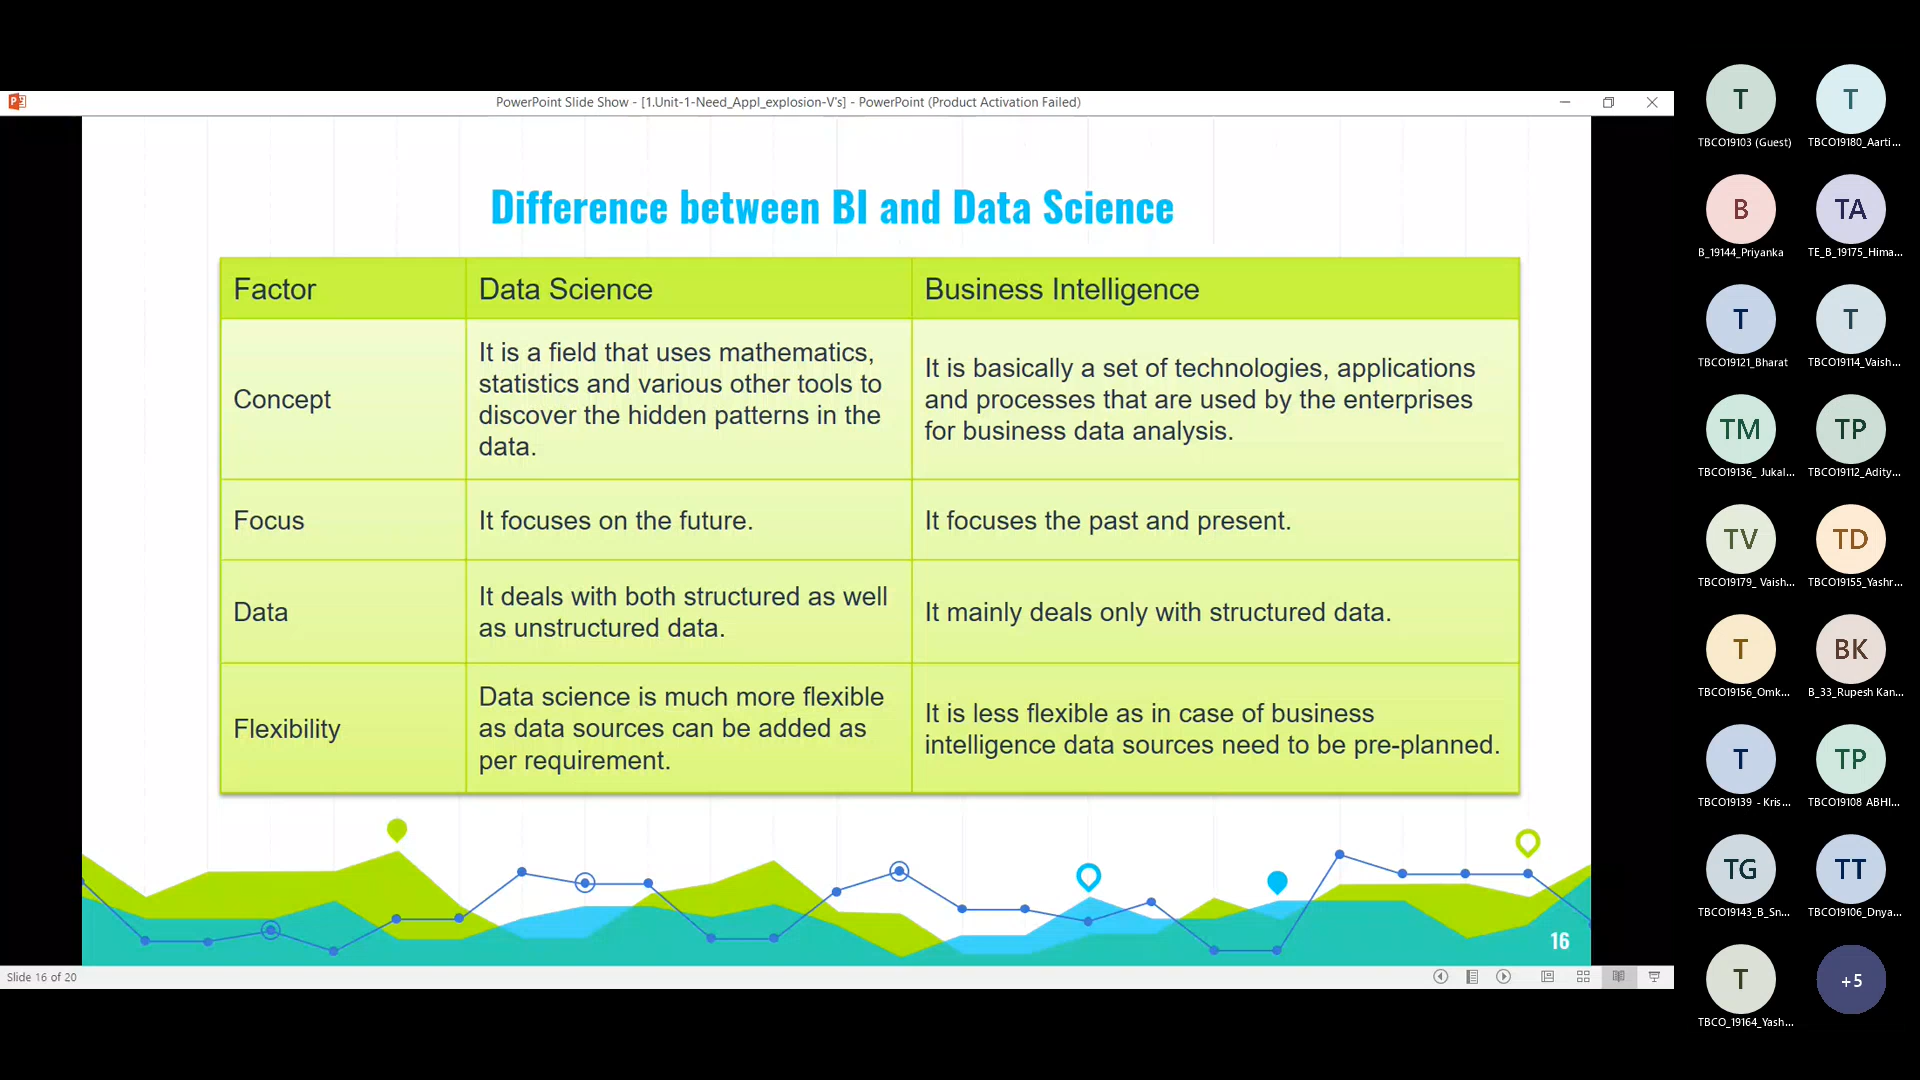 PowerPoint Slide Show - [1.Unit-1-Need_Appl_explosion-V's] - PowerPoint (Product Activation Failed)
Difference between BI and Data Science
Factor
Data Science
Business Intelligence
Concept
It is a field that uses mathematics,
statistics and various other tools to
discover the hidden patterns in the
data.
It is basically a set of technologies, applications
and processes that are used by the enterprises
for business data analysis.
Focus
It focuses on the future.
It focuses the past and present.
Data
It deals with both structured as well
as unstructured data.
It mainly deals only with structured data.
Flexibility
Data science is much more flexible
as data sources can be added as
per requirement.
It is less flexible as in case of business
intelligence data sources need to be pre-planned.
16
Slide 16 of 20
T
TBCO19103 (Guest)
T
TBCO19180_Aarti...
B
B_19144_Priyanka
TA
TE_B_19175_Hima...
T
TBCO19121_Bharat
T
TBCO19114_Vaish...
TM
TBCO19136_ Jukal...
TP
TBCO19112_Adity...
TV
TBCO19179_ Vaish...
TD
TBCO19155_Yashr...
T
TBCO19156_Omk...
BK
B_33_Rupesh Kan...
T
TBCO19139 - Kris...
TP
TBCO19108 ABHI...
TG
TBCO19143_B_Sn...
TT
TBCO19106_Dnya...
T
TBCO_19164_Yash...
+5